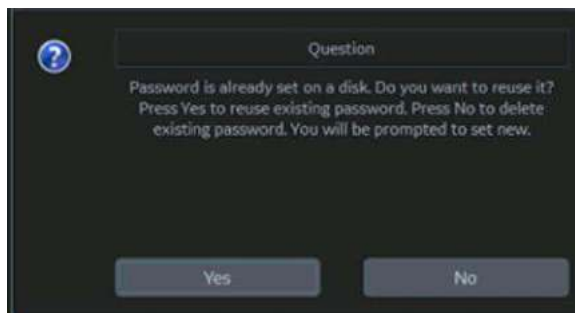 Question
Password is already set on a disk. Do you want to reuse it?
Press Yes to reuse existing password. Press No to delete
existing password. You will be prompted to set new.
Yes
No